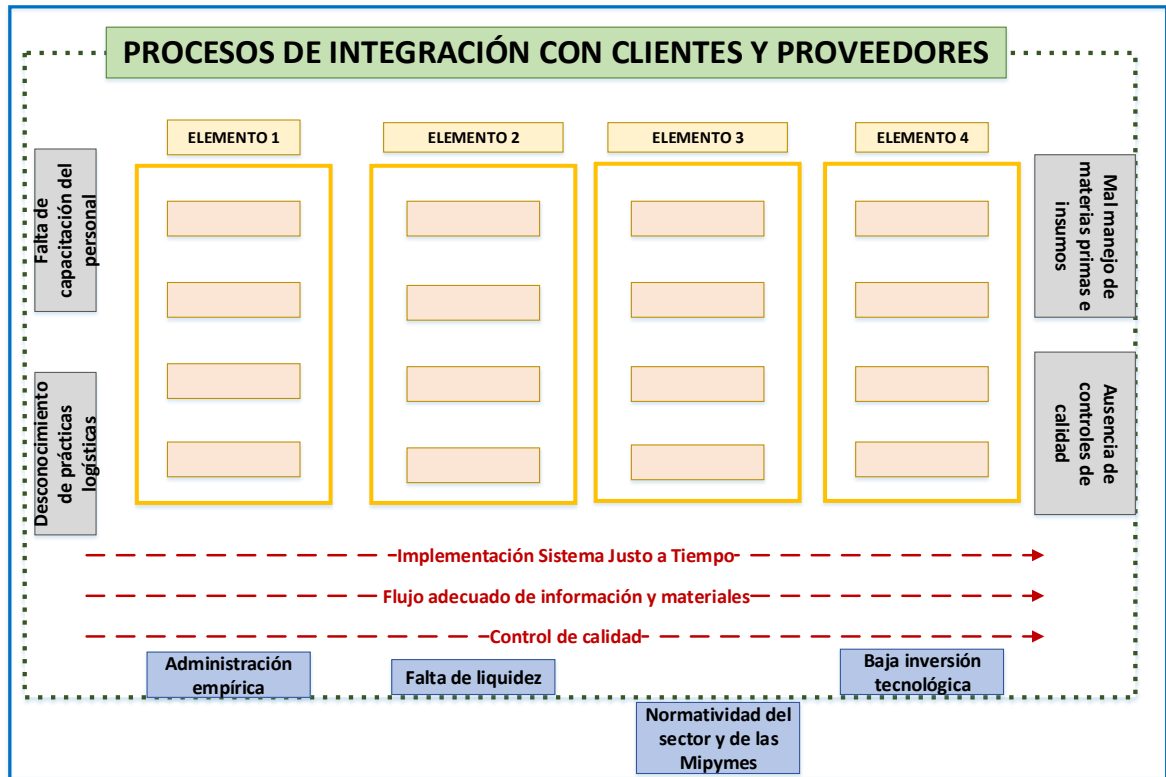 PROCESOS DE INTEGRACIÓN CON CLIENTES Y PROVEEDORES
ELEMENTO 1
ELEMENTO 2
ELEMENTO 3
ELEMENTO 4
Falta de
capacitación del
personal
Desconocimiento
de prácticas
logísticas
Mal manejo de
materias primas e
insumos
Ausencia de
controles de
calidad
Implementación Sistema Justo a Tiempo
Flujo adecuado de información y materiales
Control de calidad
Administración
empírica
Falta de liquidez
Normatividad del
sector y de las
Mipymes
Baja inversión
tecnológica